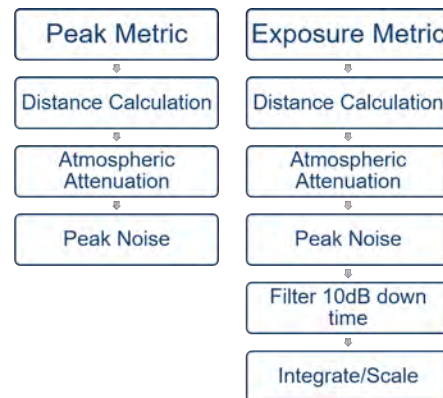 Peak Metric
Distance Calculation
Atmospheric
Attenuation
Peak Noise
Exposure Metric
Distance Calculation
Atmospheric
Attenuation
Peak Noise
Filter 10dB down
time
Integrate/Scale